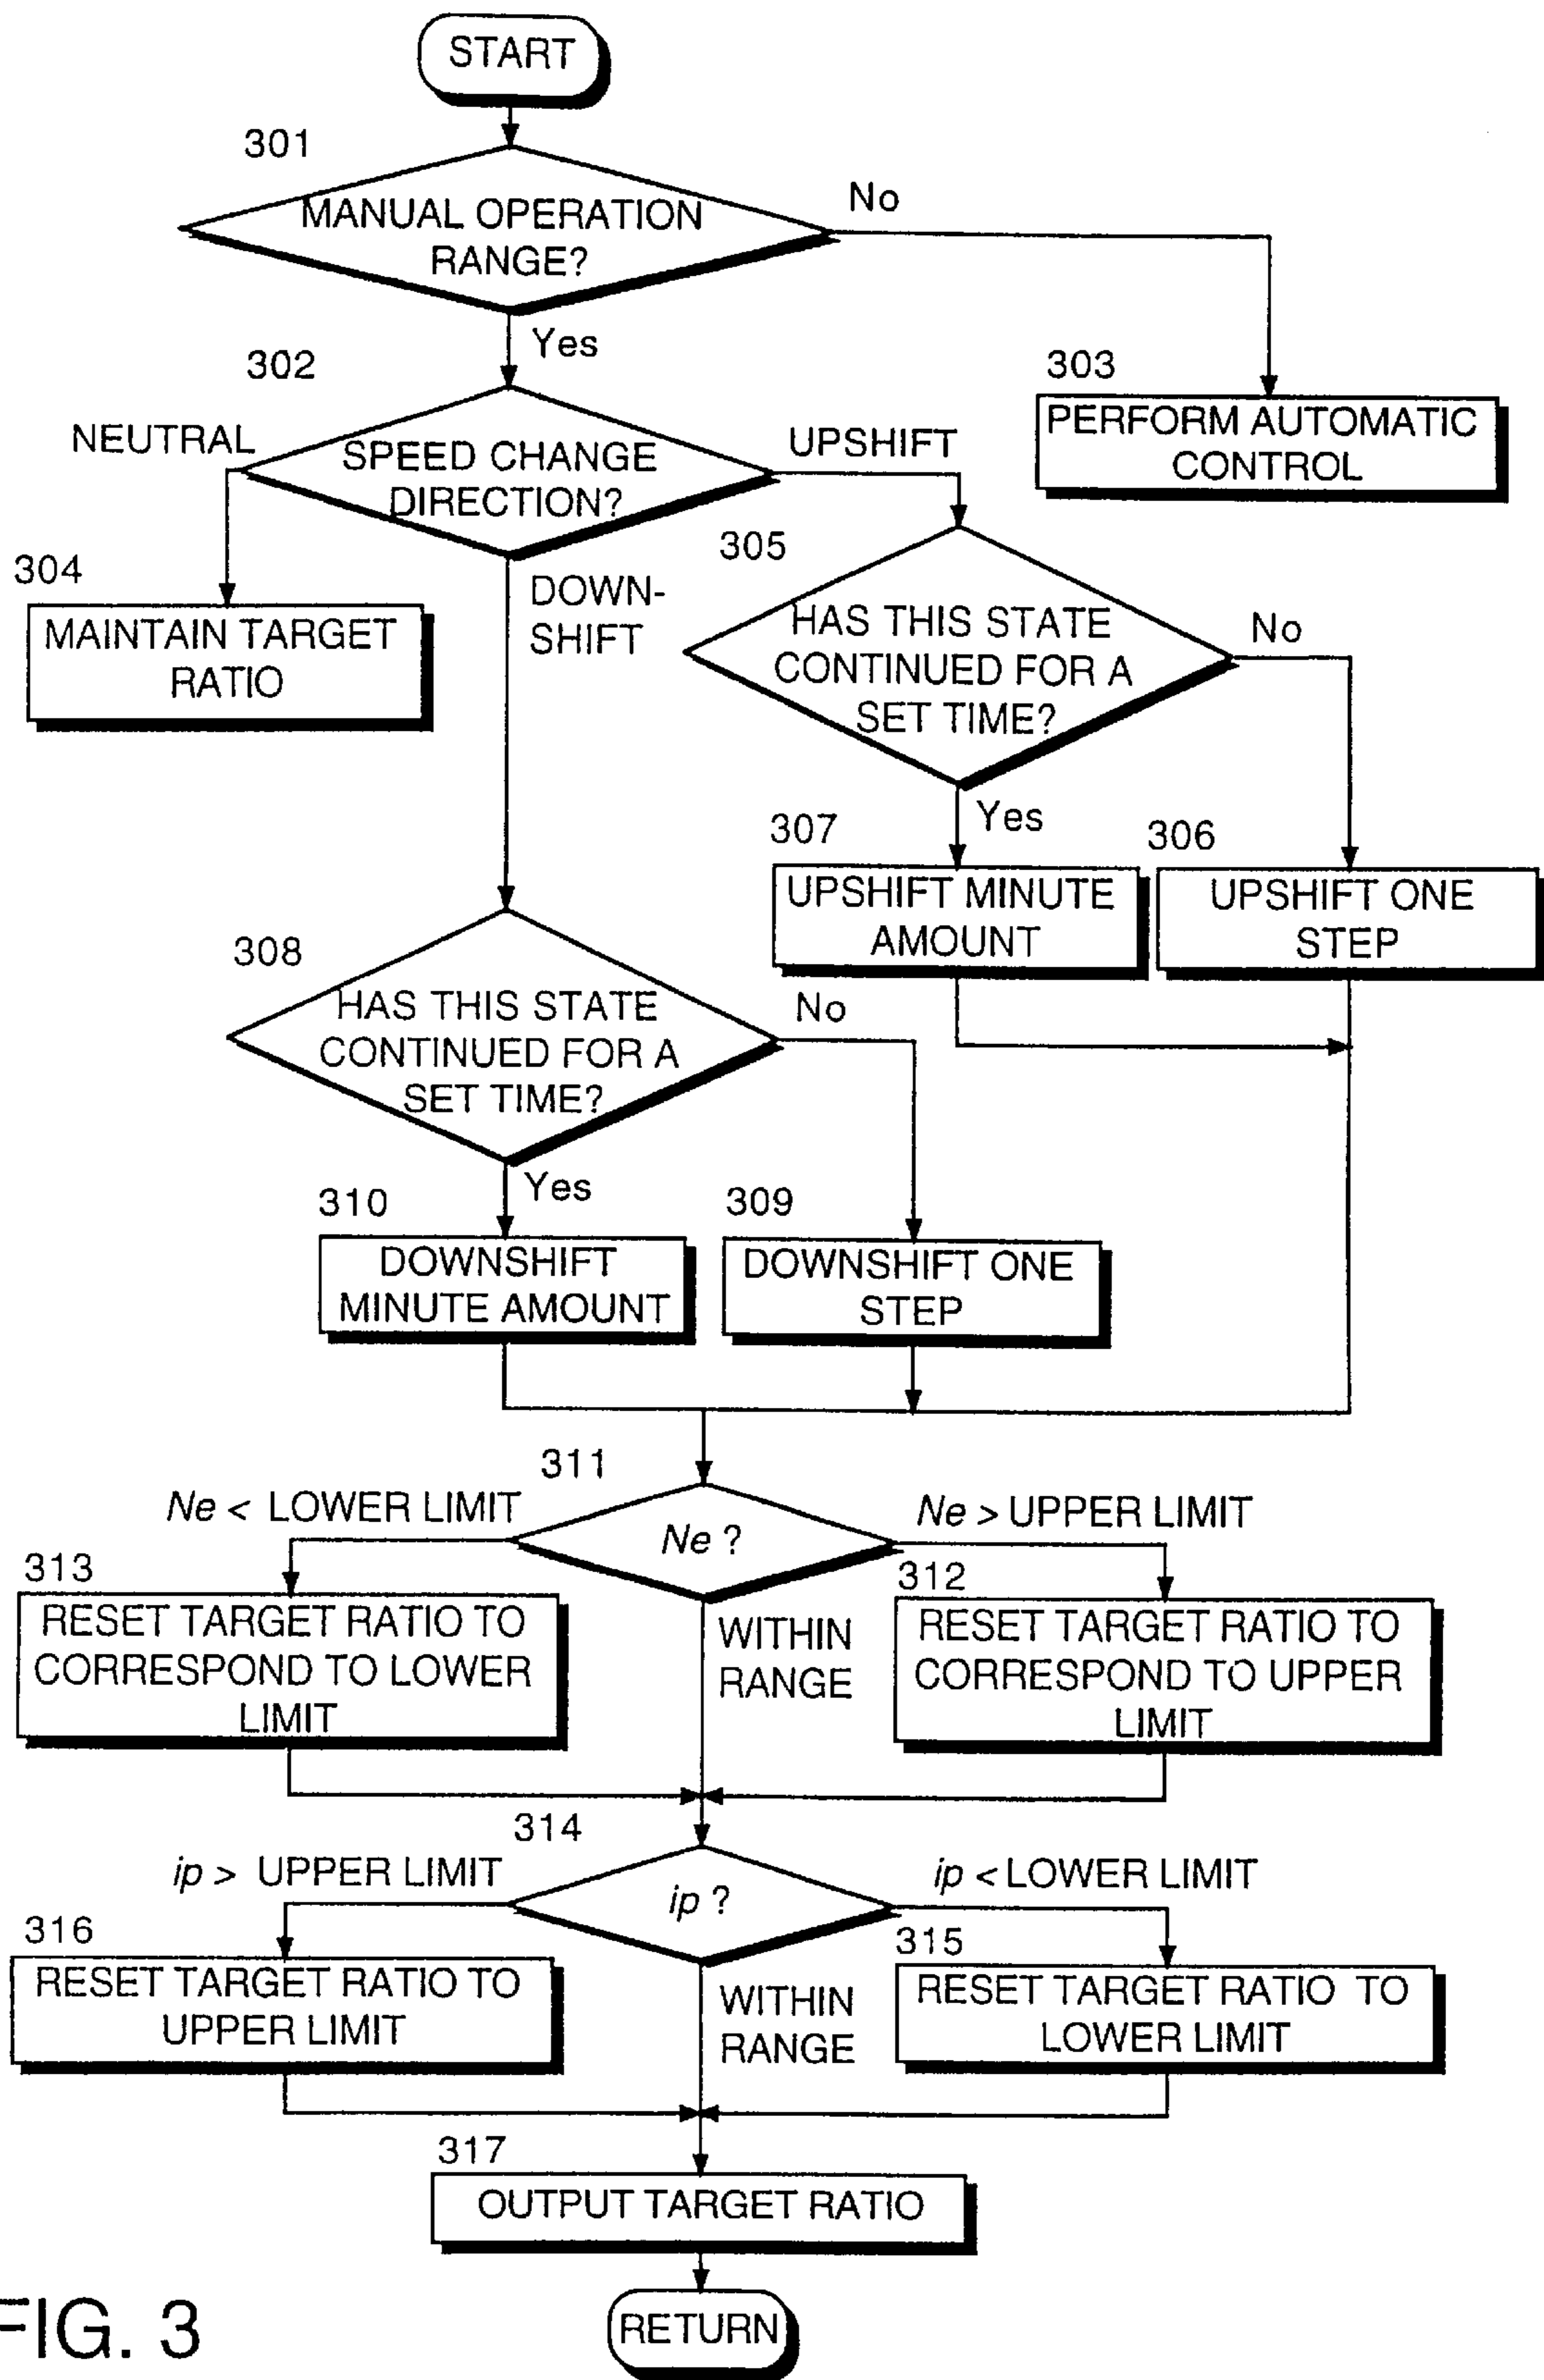 START
301
MANUAL OPERATION
RANGE?
No
Yes
302
303
PERFORM AUTOMATIC
CONTROL
NEUTRAL
SPEED CHANGE
DIRECTION?
UPSHIFT
304
MAINTAIN TARGET
RATIO
DOWN-
SHIFT
305
HAS THIS STATE
CONTINUED FOR A
SET TIME?
No
Yes
307
UPSHIFT MINUTE
AMOUNT
306
UPSHIFT ONE
STEP
308
HAS THIS STATE
CONTINUED FOR A
SET TIME?
No
Yes
310
DOWNSHIFT
MINUTE AMOUNT
309
DOWNSHIFT ONE
STEP
311
Ne < LOWER LIMIT
Ne ?
Ne > UPPER LIMIT
313
RESET TARGET RATIO TO
CORRESPOND TO LOWER
LIMIT
WITHIN
RANGE
312
RESET TARGET RATIO TO
CORRESPOND TO UPPER
LIMIT
314
ip > UPPER LIMIT
ip ?
ip < LOWER LIMIT
316
RESET TARGET RATIO TO
UPPER LIMIT
WITHIN
RANGE
315
RESET TARGET RATIO TO
LOWER LIMIT
317
OUTPUT TARGET RATIO
RETURN
FIG. 3